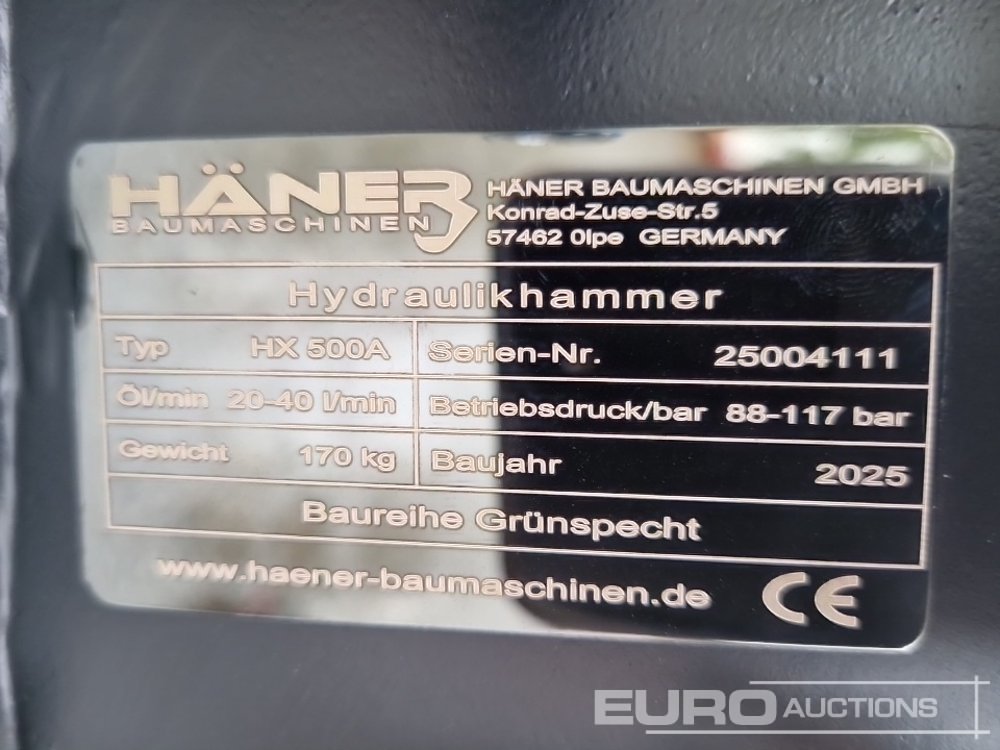 HÄNER
BAUMASCHINEN
HÄNER BAUMASCHINEN GMBH
Konrad-Zuse-Str.5
57462 Olpe GERMANY
Hydraulikhammer
Typ HX 500A Serien-Nr. 25004111
Öl/min 20-40 l/min Betriebsdruck/bar 88-117 bar
Gewicht 170 kg Baujahr 2025
Baureihe Grünspecht
www.haener-baumaschinen.de CE
EURO AUCTIONS